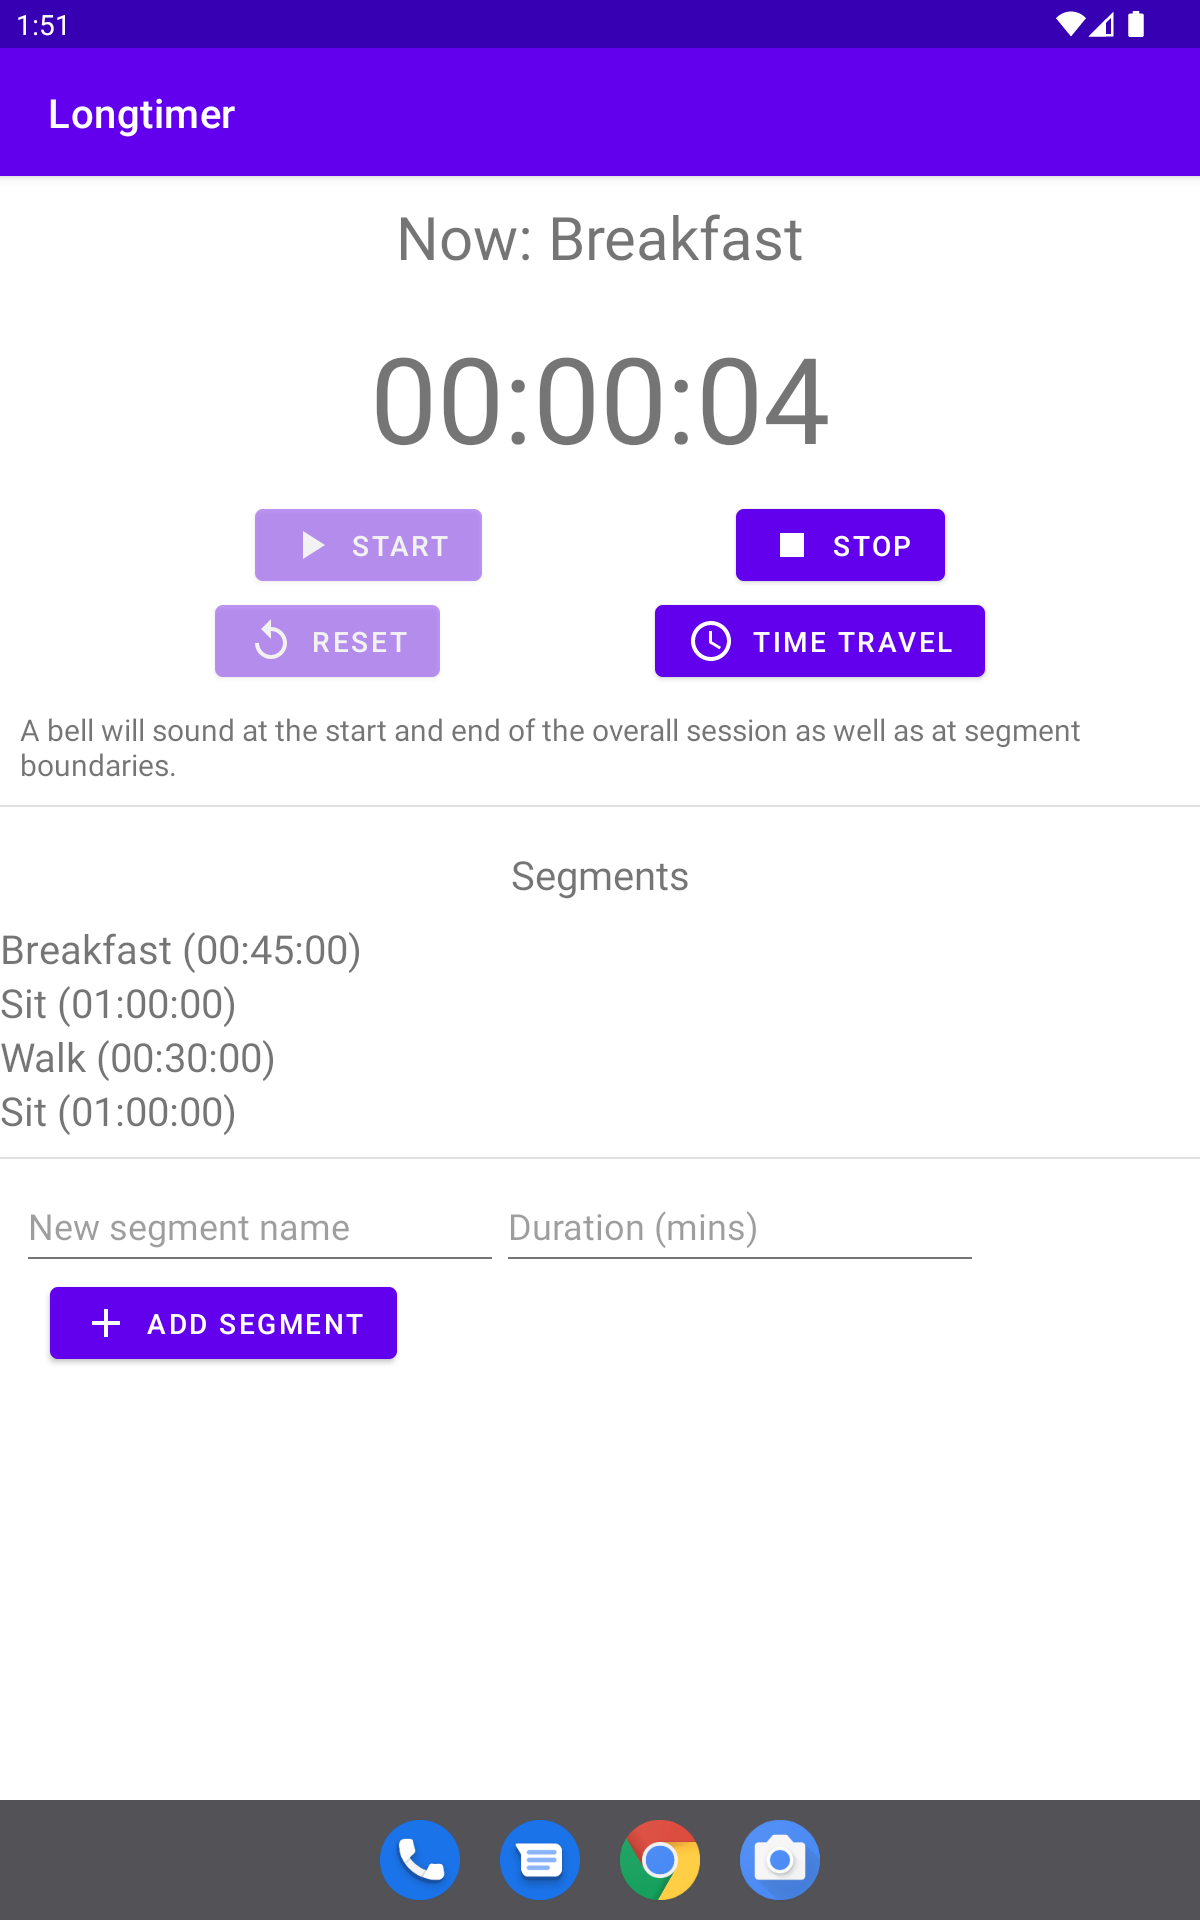 1:51
Longtimer
Now: Breakfast
00:00:04
START
STOP
RESET
TIME TRAVEL
A bell will sound at the start and end of the overall session as well as at segment
boundaries.
Segments
Breakfast (00:45:00)
Sit (01:00:00)
Walk (00:30:00)
Sit (01:00:00)
New segment name
Duration (mins)
ADD SEGMENT